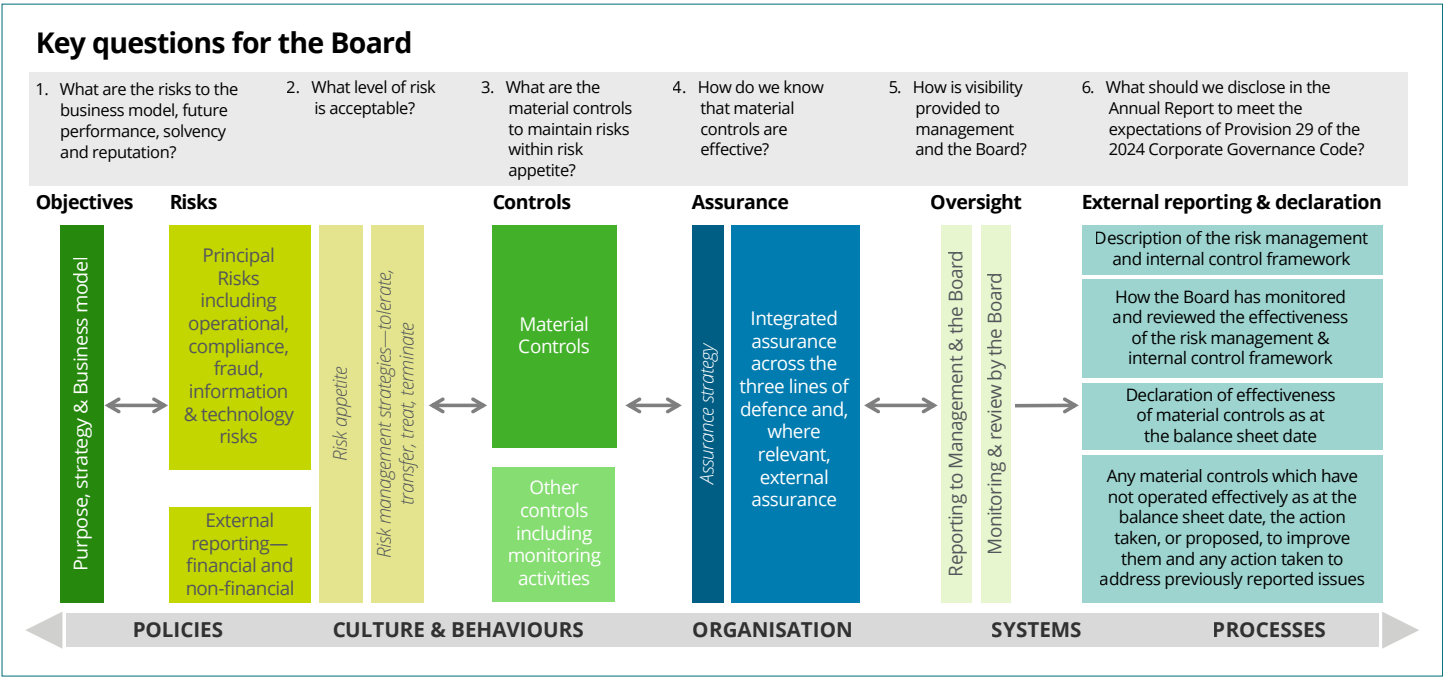 Key questions for the Board
1. What are the risks to the
business model, future
performance, solvency
and reputation?
2. What level of risk
is acceptable?
3. What are the
material controls
to maintain risks
within risk
appetite?
4. How do we know
that material
controls are
effective?
5. How is visibility
provided to
management
and the Board?
6. What should we disclose in the
Annual Report to meet the
expectations of Provision 29 of the
2024 Corporate Governance Code?
Objectives
Purpose, strategy & Business model
Risks
Principal
Risks
including
operational,
compliance,
fraud,
information
& technology
risks
External
reporting—
financial and
non-financial
Risk appetite
Risk management strategies—tolerate,
transfer, treat, terminate
Controls
Material
Controls
Other
controls
including
monitoring
activities
Assurance
Assurance strategy
Integrated
assurance
across the
three lines of
defence and,
where
relevant,
external
assurance
Oversight
Reporting to Management & the Board
Monitoring & review by the Board
External reporting & declaration
Description of the risk management
and internal control framework
How the Board has monitored
and reviewed the effectiveness
of the risk management &
internal control framework
Declaration of effectiveness
of material controls as at
the balance sheet date
Any material controls which have
not operated effectively as at the
balance sheet date, the action
taken, or proposed, to improve
them and any action taken to
address previously reported issues
POLICIES
CULTURE & BEHAVIOURS
ORGANISATION
SYSTEMS
PROCESSES